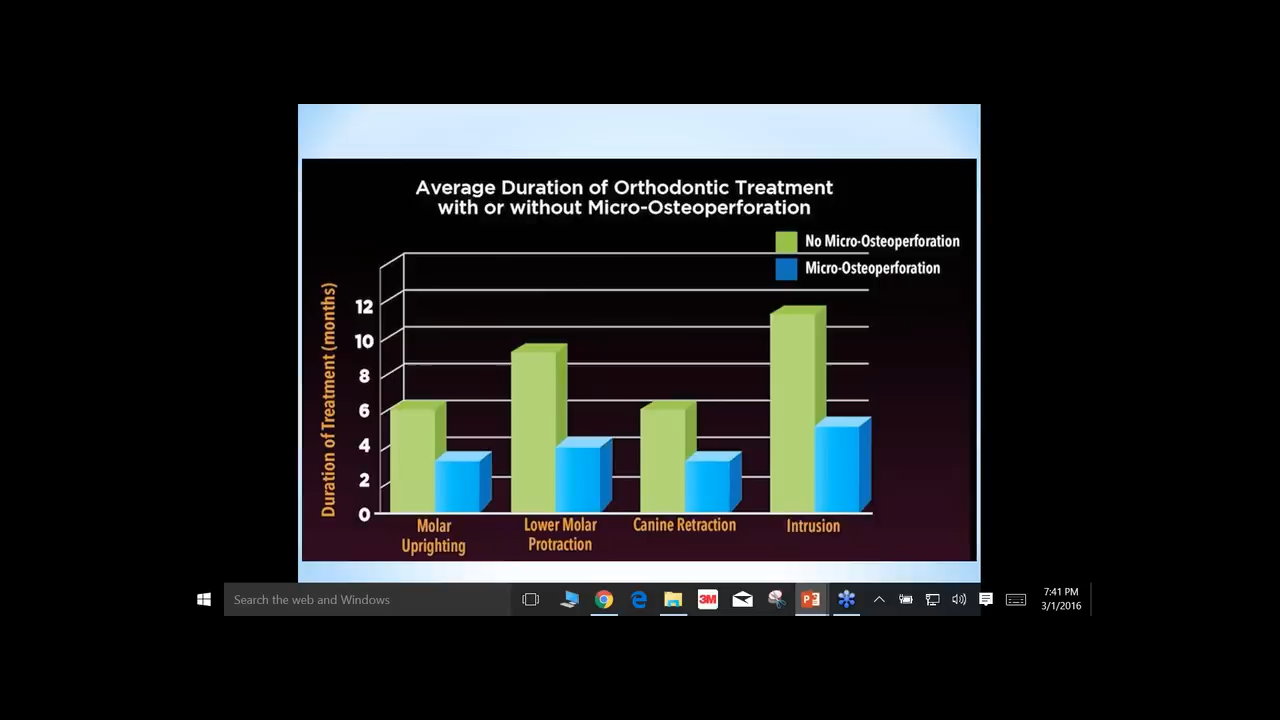 Average Duration of Orthodontic Treatment
with or without Micro-Osteoperforation
No Micro-Osteoperforation
Micro-Osteoperforation
Duration of Treatment (months)
12
10
8
6
4
2
0
Molar
Uprighting
Lower Molar
Protraction
Canine Retraction
Intrusion
Search the web and Windows
3M
7:41 PM
3/1/2016